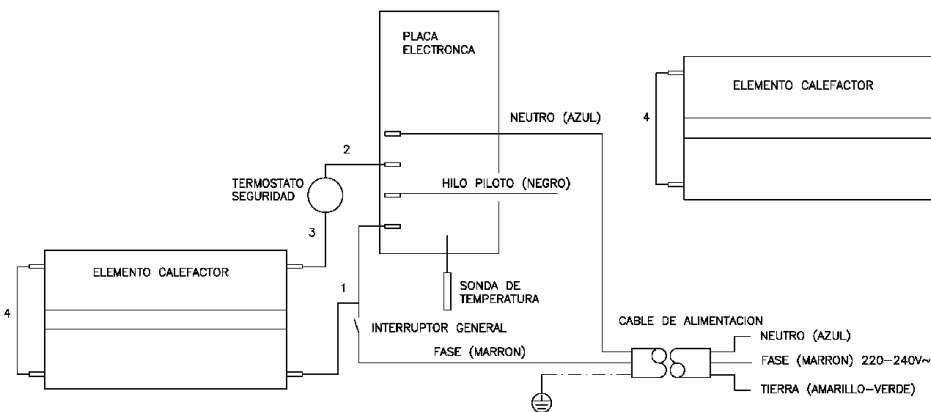 PLACA
ELECTRONCA
ELEMENTO CALEFACTOR
NEUTRO (AZUL)
4
2
TERMOSTATO
SEGURIDAD
HILO PILOTO (NEGRO)
3
ELEMENTO CALEFACTOR
4
1
SONDA DE
TEMPERATURA
INTERRUPTOR GENERAL
CABLE DE ALIMENTACION
FASE (MARRON)
NEUTRO (AZUL)
FASE (MARRON) 220-240V~
TIERRA (AMARILLO-VERDE)